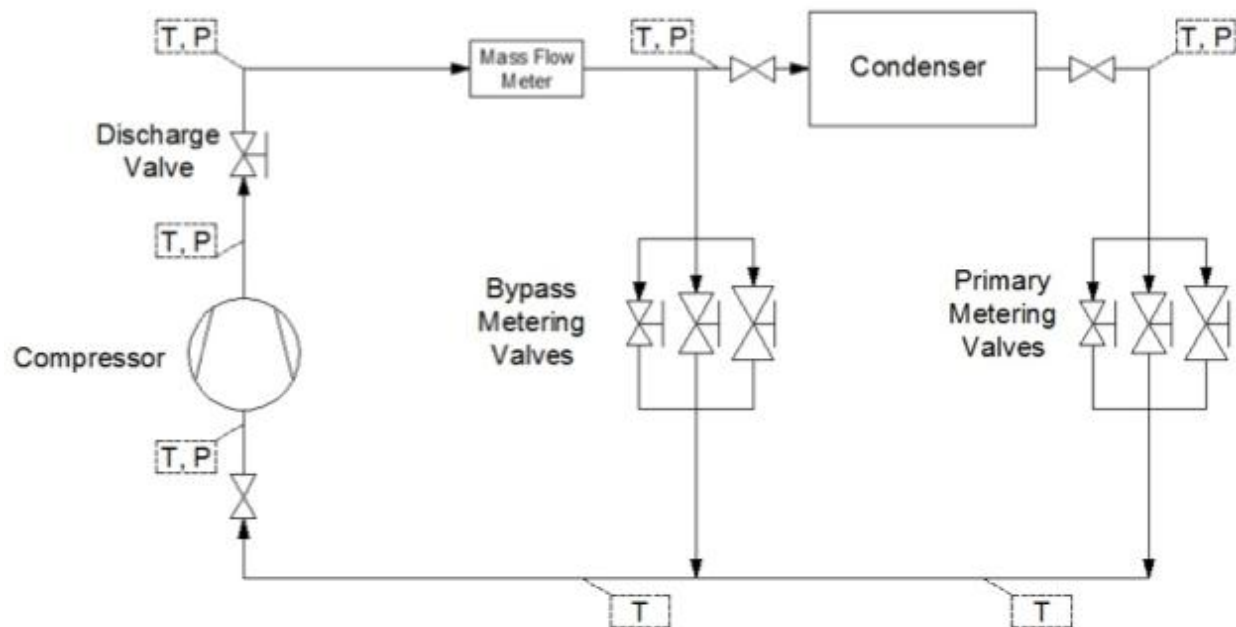 T, P
T, P
T, P
Mass Flow
Meter
Condenser
Discharge
Valve
T, P
Bypass
Metering
Valves
Primary
Metering
Valves
Compressor
T, P
T
T